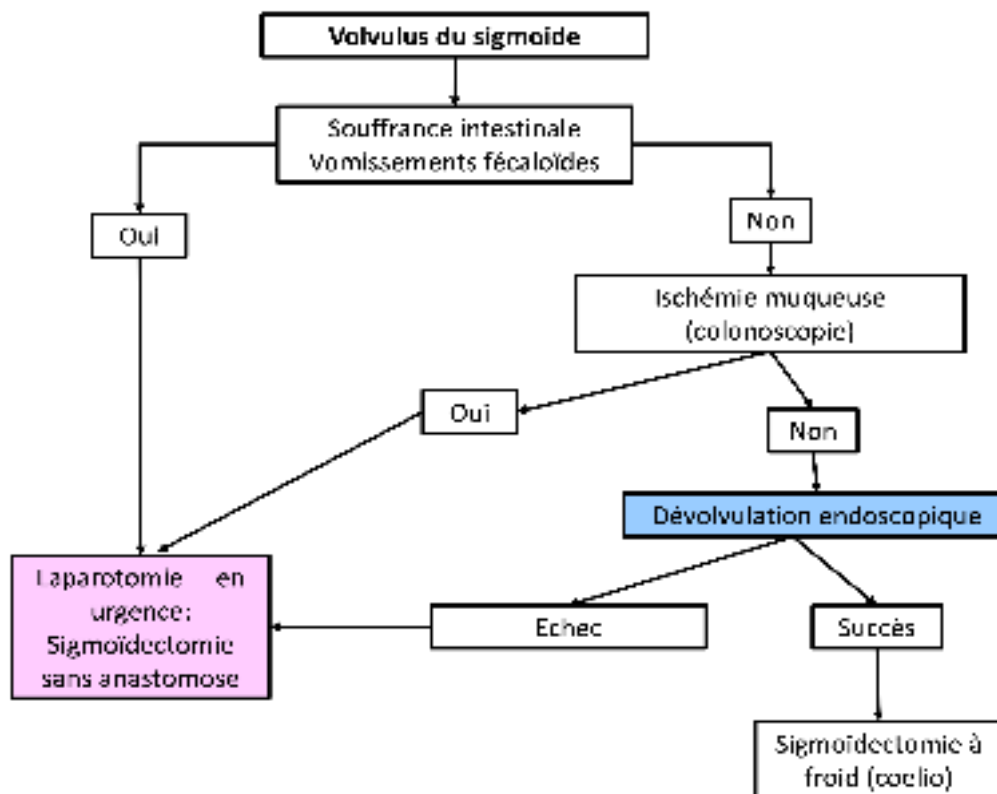 Volvulus du sigmoïde
Souffrance intestinale
Vomissements fécaloïdes
Oui
Non
Ischémie muqueuse
(colonoscopie)
Oui
Non
Dévolvulation endoscopique
Laparotomie en
urgence:
Sigmoïdectomie
sans anastomose
Echec
Succès
Sigmoïdectomie à
froid (coelio)